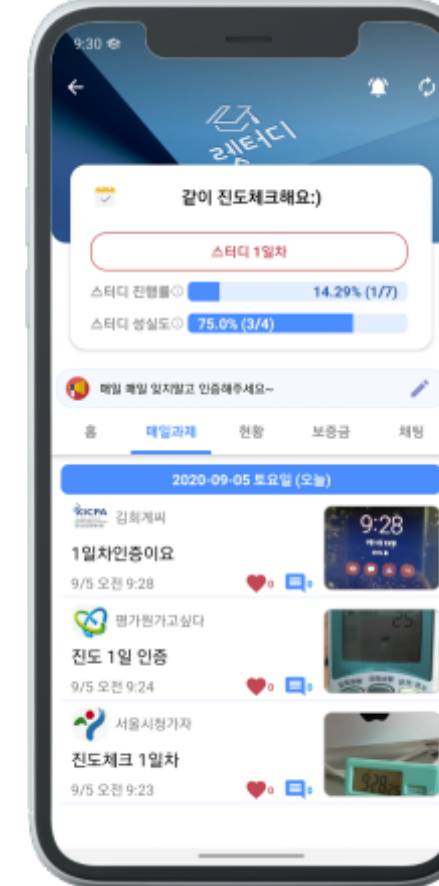 9:30
렛터디
같이 진도체크해요:)
스터디 1일차
스터디 진행률 14.29% (1/7)
스터디 성실도 75.0% (3/4)
매일 매일 잊지말고 인증해주세요~
홈 매일과제 현황 보증금 채팅
2020-09-05 토요일 (오늘)
KICPA 김회계씨
1일차인증이요
9/5 오전 9:28 0 0
9:28
평가원가고싶다
진도 1일 인증
9/5 오전 9:24 0 0
25
서울시청가자
진도체크 1일차
9/5 오전 9:23 0 0